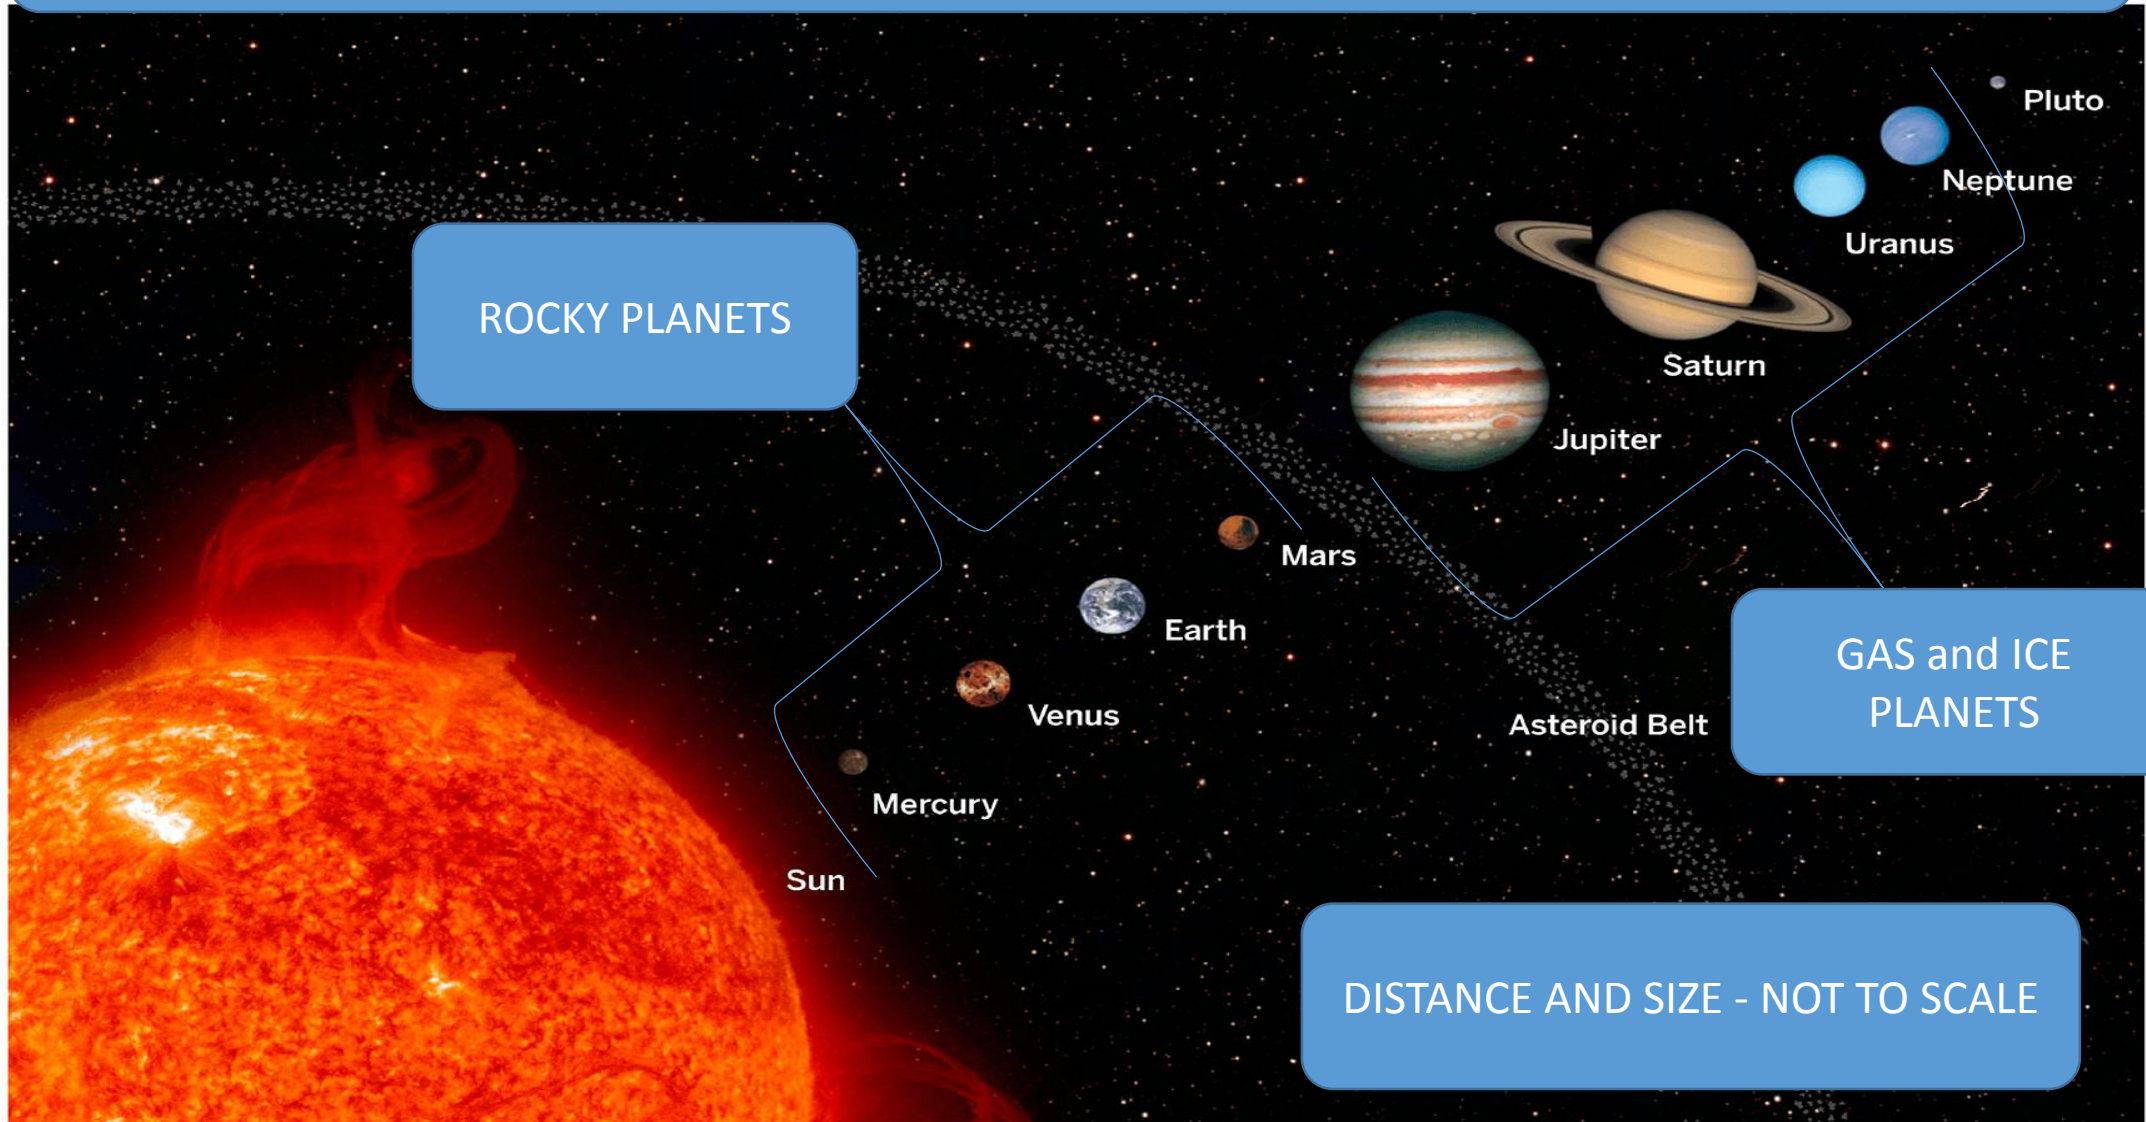 Pluto
Neptune
Uranus
ROCKY PLANETS
Saturn
Jupiter
Mars
Earth
GAS and ICE
PLANETS
Venus
Asteroid Belt
Mercury
Sun
DISTANCE AND SIZE - NOT TO SCALE